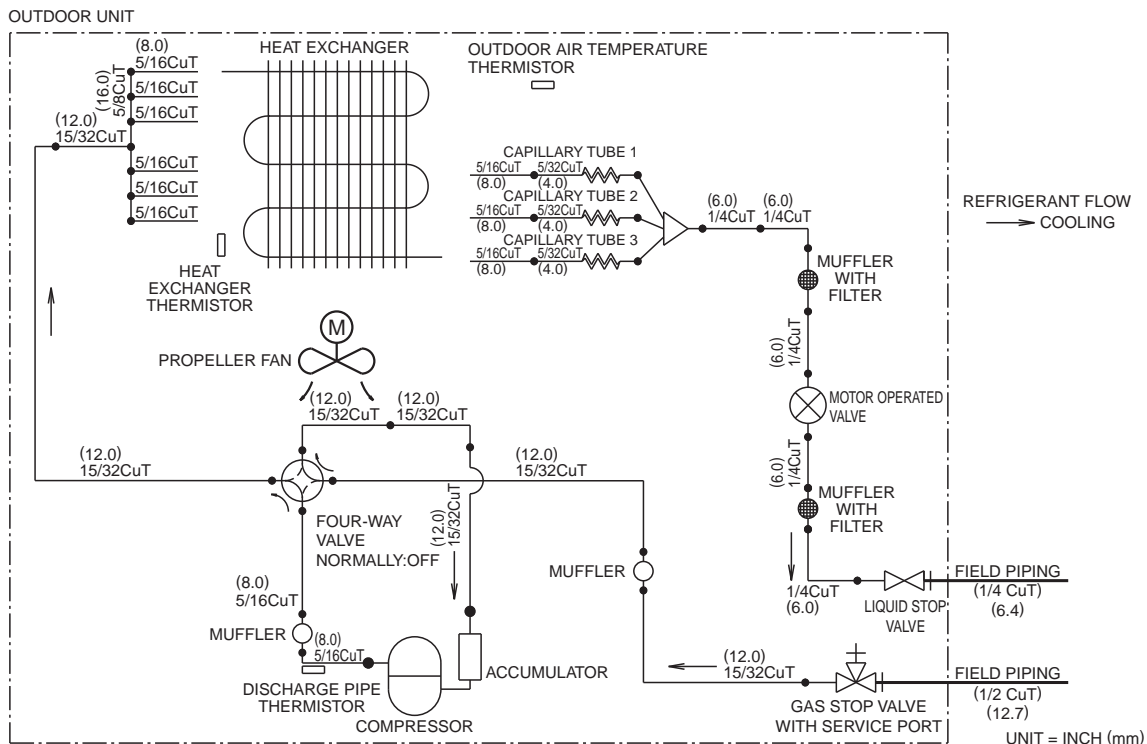 OUTDOOR UNIT
(8.0)
5/16CuT
5/16CuT
5/16CuT
(16.0)
5/8CuT
(12.0)
15/32CuT
5/16CuT
5/16CuT
5/16CuT
HEAT EXCHANGER
HEAT
EXCHANGER
THERMISTOR
OUTDOOR AIR TEMPERATURE
THERMISTOR
CAPILLARY TUBE 1
5/16CuT
5/32CuT
(8.0)
(4.0)
CAPILLARY TUBE 2
5/16CuT
5/32CuT
(8.0)
(4.0)
CAPILLARY TUBE 3
5/16CuT
5/32CuT
(8.0)
(4.0)
(6.0)
1/4CuT
(6.0)
1/4CuT
REFRIGERANT FLOW
COOLING
MUFFLER
WITH
FILTER
(6.0)
1/4CuT
MOTOR OPERATED
VALVE
(6.0)
1/4CuT
MUFFLER
WITH
FILTER
M
PROPELLER FAN
(12.0)
15/32CuT
(12.0)
15/32CuT
(12.0)
15/32CuT
(12.0)
15/32CuT
FOUR-WAY
VALVE
NORMALLY:OFF
(12.0)
15/32CuT
(8.0)
5/16CuT
MUFFLER
(8.0)
5/16CuT
DISCHARGE PIPE
THERMISTOR
COMPRESSOR
ACCUMULATOR
MUFFLER
1/4CuT
(6.0)
LIQUID STOP
VALVE
FIELD PIPING
(1/4 CuT)
(6.4)
(12.0)
15/32CuT
GAS STOP VALVE
WITH SERVICE PORT
FIELD PIPING
(1/2 CuT)
(12.7)
UNIT = INCH (mm)